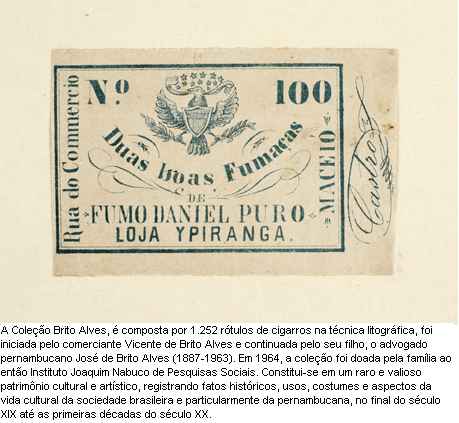 Nº 100
Rua do Commercio
Duas boas Fumaças
DE
FUMO DANIEL PURO
LOJA YPIRANGA.
MACEIO
Castro
A Coleção Brito Alves, é composta por 1.252 rótulos de cigarros na técnica litográfica, foi
iniciada pelo comerciante Vicente de Brito Alves e continuada pelo seu filho, o advogado
pernambucano José de Brito Alves (1887-1963). Em 1964, a coleção foi doada pela família ao
então Instituto Joaquim Nabuco de Pesquisas Sociais. Constitui-se em um raro e valioso
patrimônio cultural e artístico, registrando fatos históricos, usos, costumes e aspectos da
vida cultural da sociedade brasileira e particularmente da pernambucana, no final do século
XIX até as primeiras décadas do século XX.